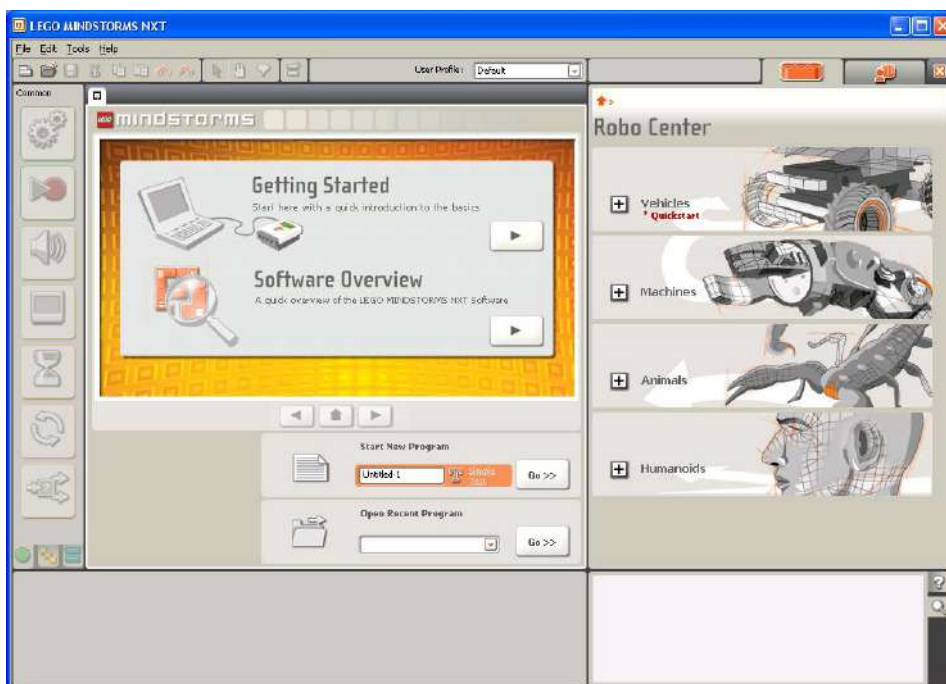 LEGO MINDSTORMS NXT
File Edit Tools Help
User Profile: Default
Common
LEGO mindstorms
Getting Started
Start here with a quick introduction to the basics
Software Overview
A quick overview of the LEGO MINDSTORMS NXT Software
Start New Program
Untitled-1
Go >>
Open Recent Program
Go >>
Robo Center
Vehicles
* Quickstart
Machines
Animals
Humanoids
?